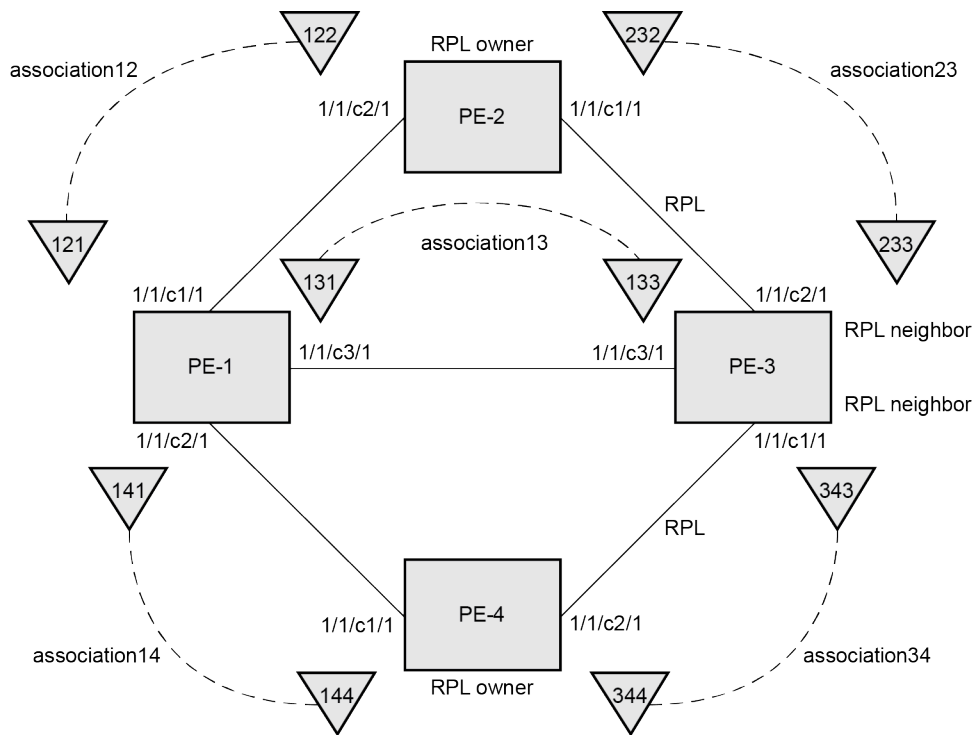 122
232
RPL owner
association12
association23
1/1/c2/1
PE-2
1/1/c1/1
RPL
121
association13
233
131
133
1/1/c1/1
1/1/c2/1
RPL neighbor
PE-1
1/1/c3/1
1/1/c3/1
PE-3
RPL neighbor
1/1/c2/1
1/1/c1/1
141
343
RPL
PE-4
1/1/c1/1
1/1/c2/1
association14
association34
RPL owner
144
344